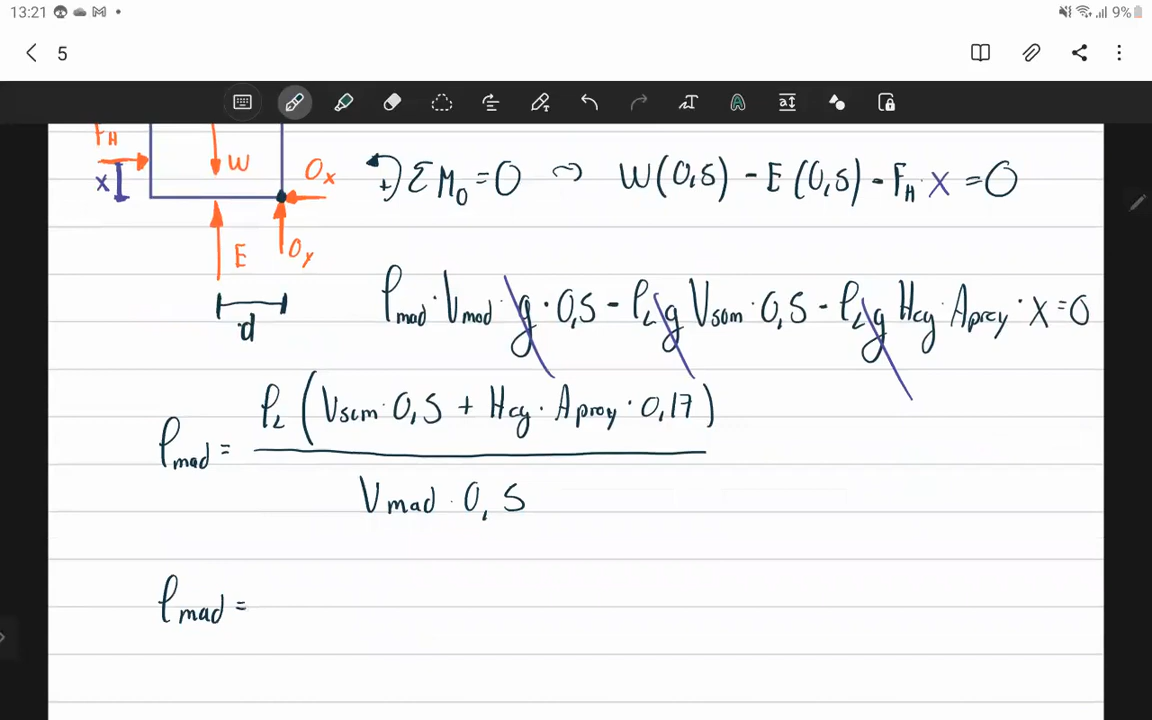 13:21 9%
5
F_H
W
x
O_x
E
O_y
d
+) ΣM_O = 0 ∽ W(0,5) - E(0,5) - F_H · x = 0
ρ_mad · V_mad · g · 0,5 - ρ_L g V_sum · 0,5 - ρ_L g H_cg · A_proy · x = 0
ρ_mad = ρ_L (V_sum · 0,5 + H_cg · A_proy · 0,17) / V_mad · 0,5
ρ_mad =